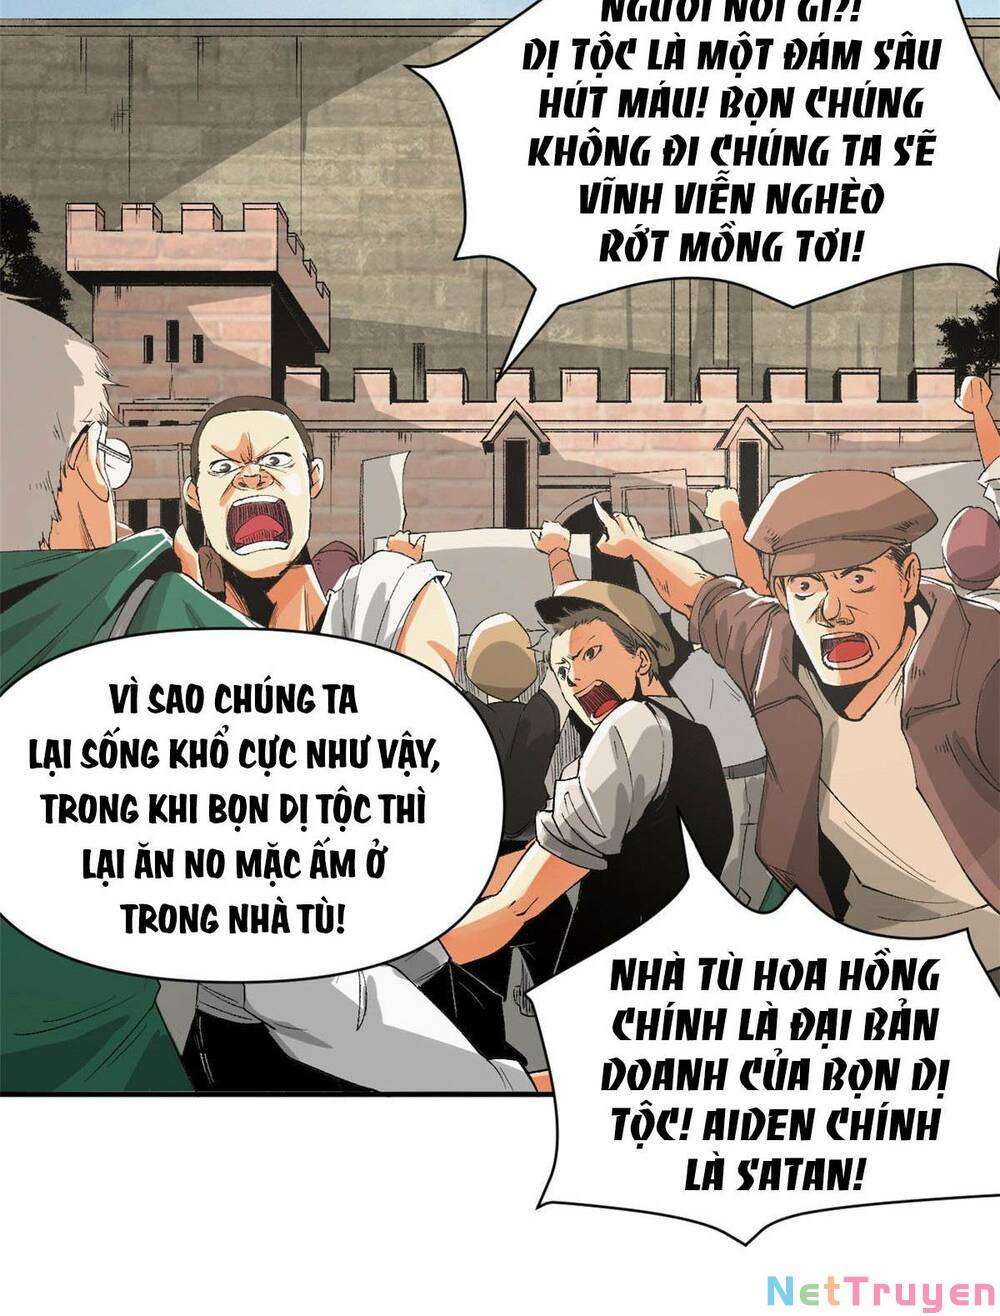 NGƯƠI NÓI GÌ?!
DỊ TỘC LÀ MỘT ĐÁM SÂU
HÚT MÁU! BỌN CHÚNG
KHÔNG ĐI CHÚNG TA SẼ
VĨNH VIỄN NGHÈO
RỚT MỒNG TƠI!
VÌ SAO CHÚNG TA
LẠI SỐNG KHỔ CỰC NHƯ VẬY,
TRONG KHI BỌN DỊ TỘC THÌ
LẠI ĂN NO MẶC ẤM Ở
TRONG NHÀ TÙ!
NHÀ TÙ HOA HỒNG
CHÍNH LÀ ĐẠI BẢN
DOANH CỦA BỌN DỊ
TỘC! AIDEN CHÍNH
LÀ SATAN!
NetTruyen